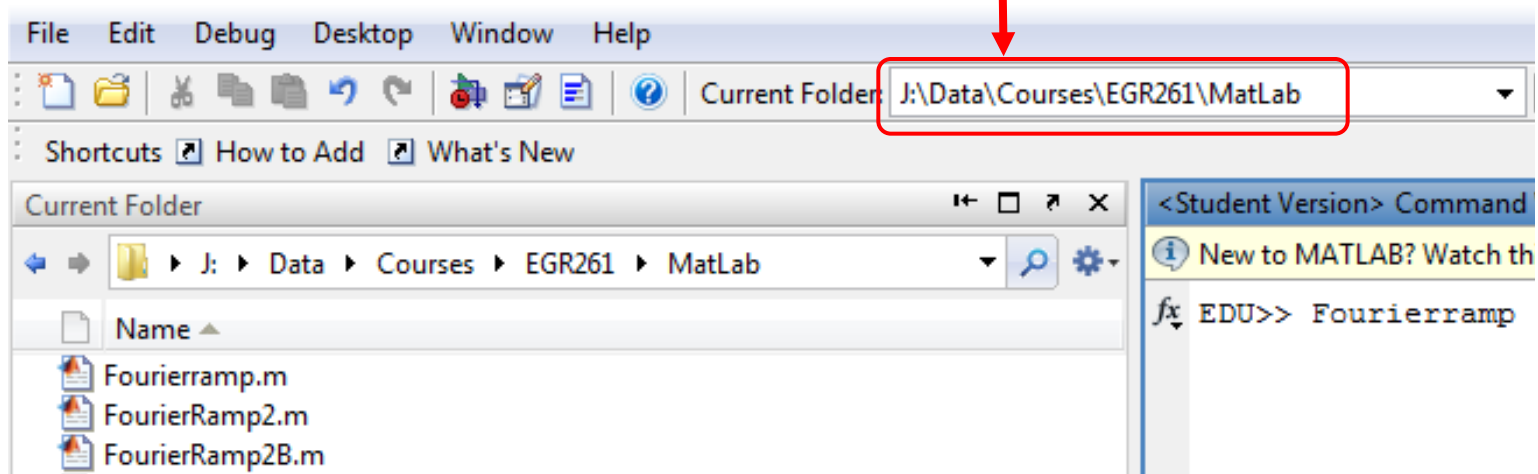 File Edit Debug Desktop Window Help
Current Folder: J:\Data\Courses\EGR261\MatLab
Shortcuts How to Add What's New
Current Folder
<Student Version> Command
J: Data Courses EGR261 MatLab
New to MATLAB? Watch th
Name
fx EDU>> Fourierramp
Fourierramp.m
FourierRamp2.m
FourierRamp2B.m